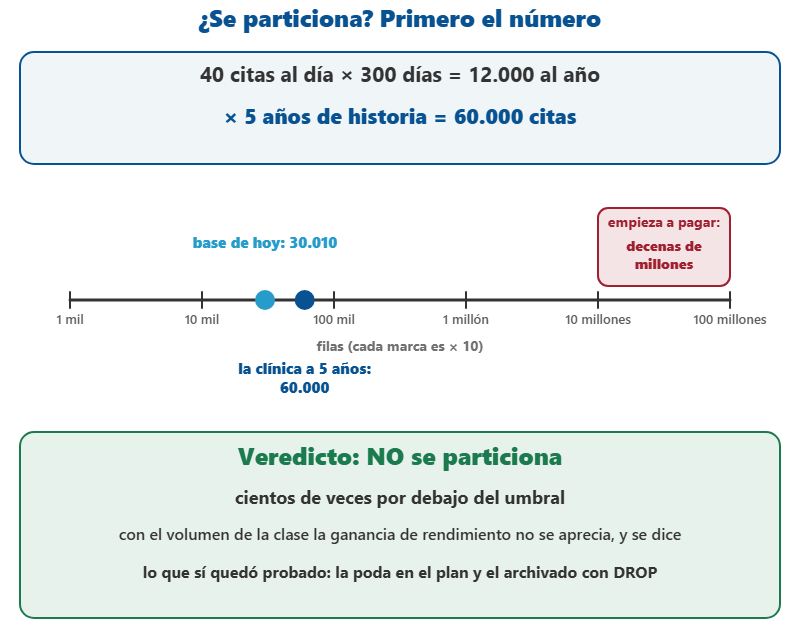 ¿Se particiona? Primero el número
40 citas al día × 300 días = 12.000 al año
× 5 años de historia = 60.000 citas
empieza a pagar:
decenas de
millones
base de hoy: 30.010
1 mil
10 mil
100 mil
1 millón
10 millones
100 millones
filas (cada marca es × 10)
la clínica a 5 años:
60.000
Veredicto: NO se particiona
cientos de veces por debajo del umbral
con el volumen de la clase la ganancia de rendimiento no se aprecia, y se dice
lo que sí quedó probado: la poda en el plan y el archivado con DROP